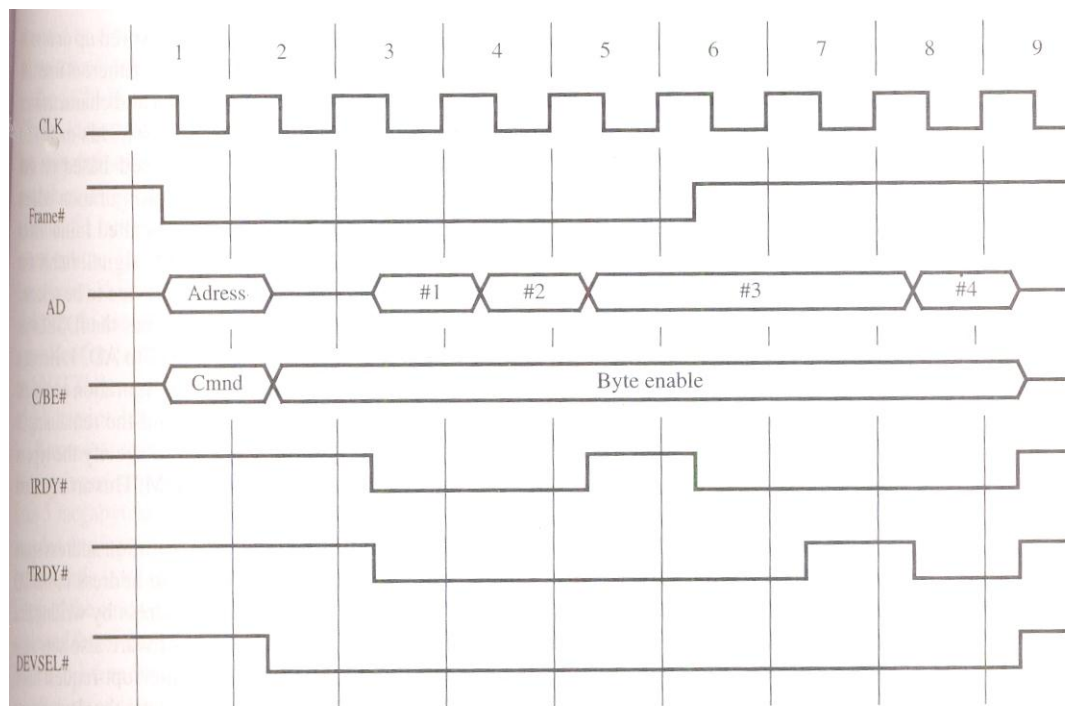 1 2 3 4 5 6 7 8 9
CLK
Frame#
AD Adress #1 #2 #3 #4
C/BE# Cmnd Byte enable
IRDY#
TRDY#
DEVSEL#